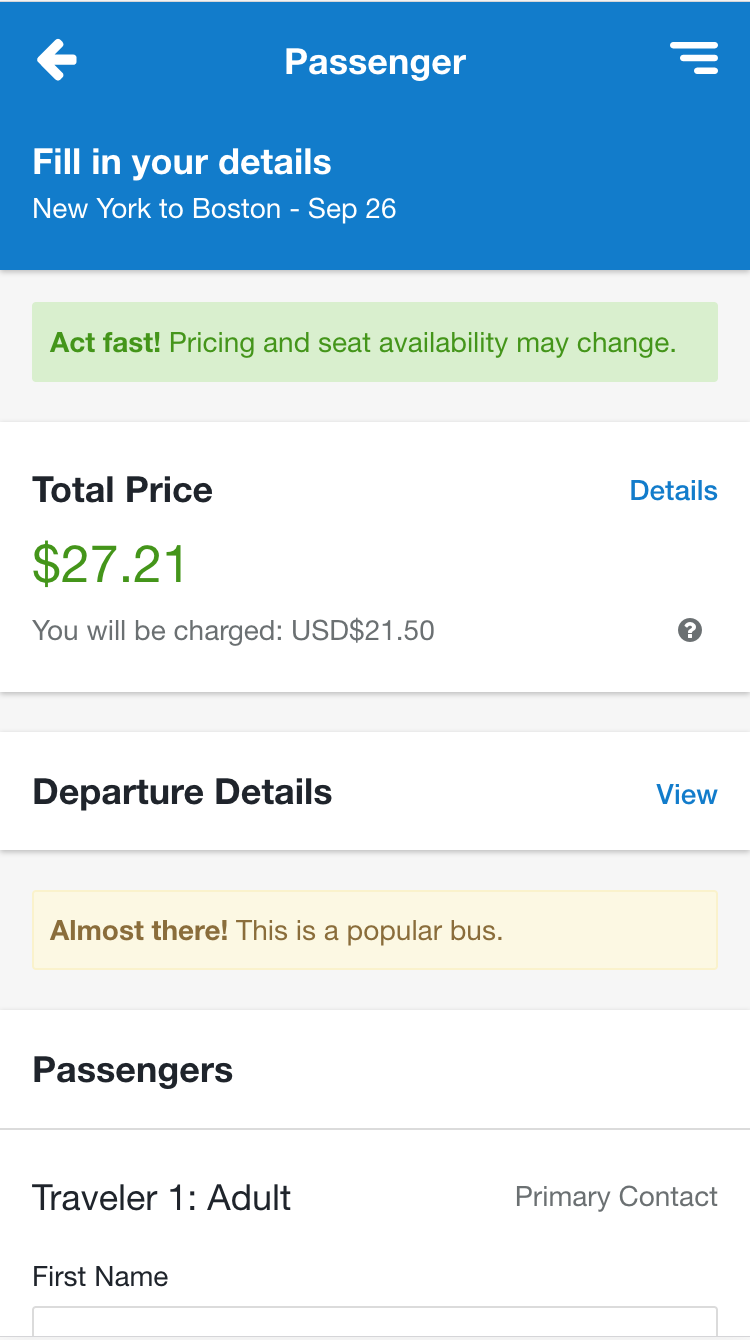 Passenger
Fill in your details
New York to Boston - Sep 26
Act fast! Pricing and seat availability may change.
Total Price
Details
$27.21
You will be charged: USD$21.50
?
Departure Details
View
Almost there! This is a popular bus.
Passengers
Traveler 1: Adult
Primary Contact
First Name